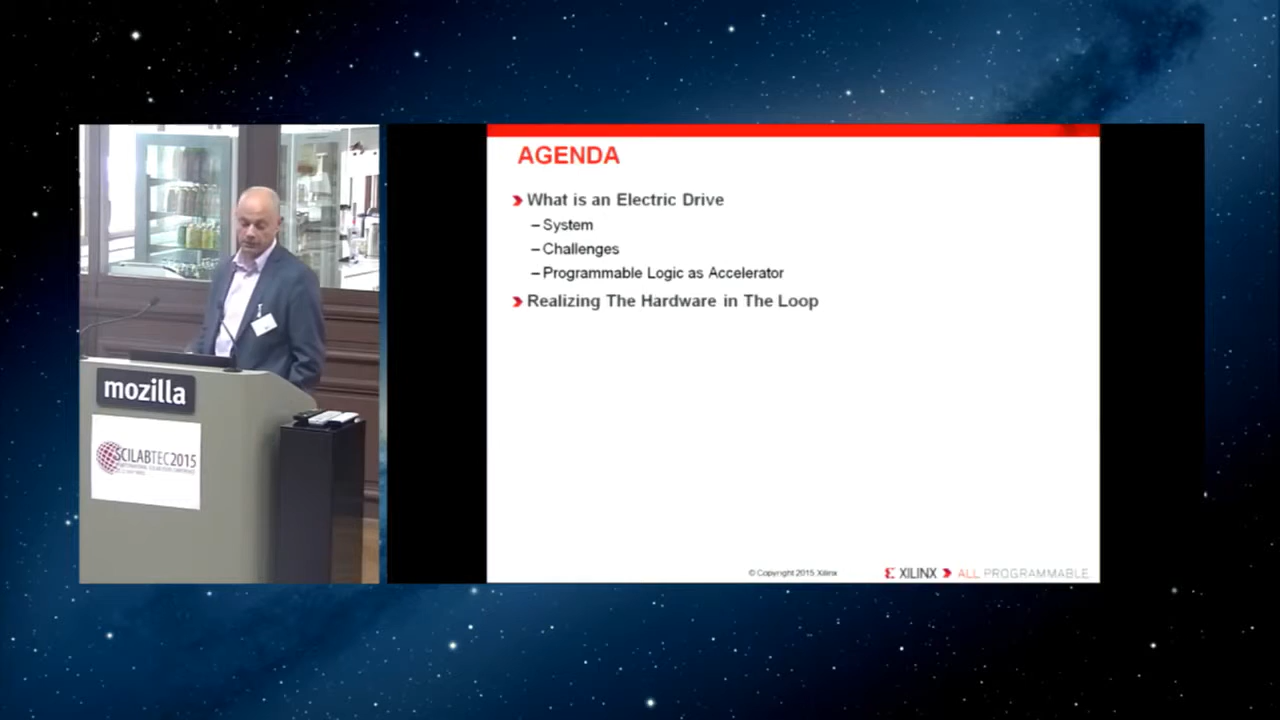 mozilla
SCILABTEC2015
AGENDA
What is an Electric Drive
– System
– Challenges
– Programmable Logic as Accelerator
Realizing The Hardware in The Loop
© Copyright 2015 Xilinx
XILINX
ALL PROGRAMMABLE